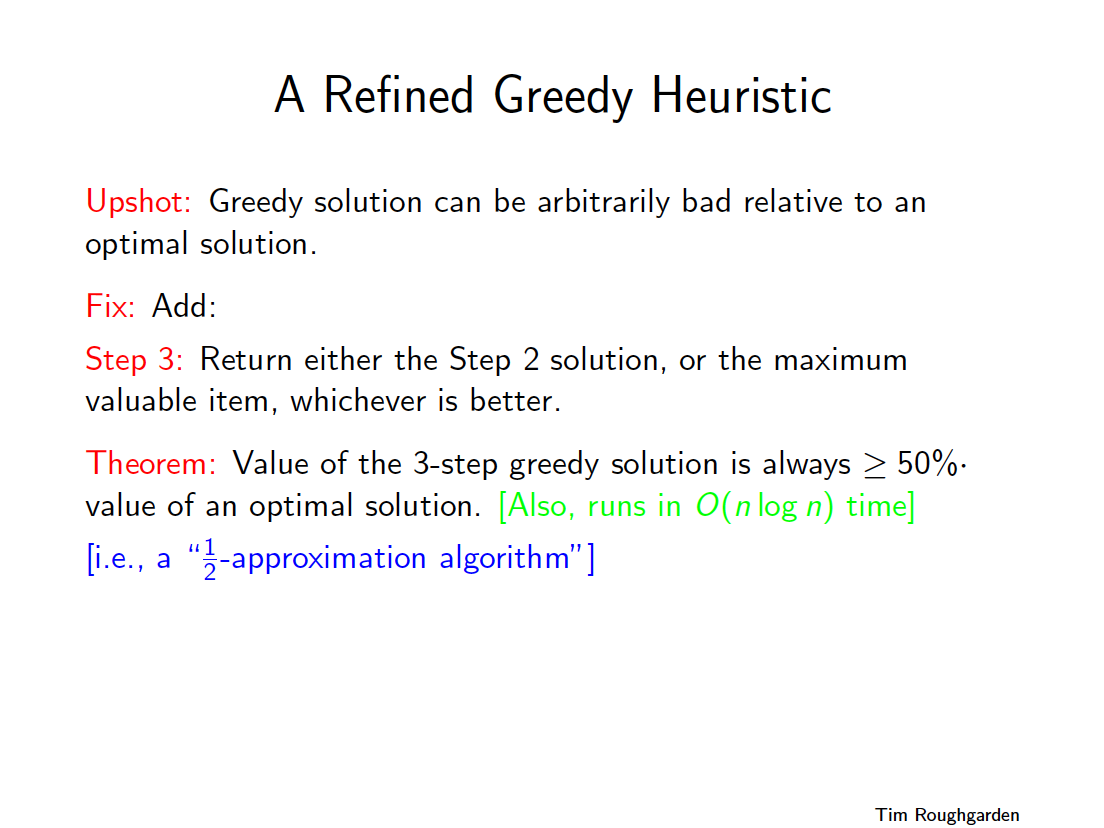 A Refined Greedy Heuristic
Upshot: Greedy solution can be arbitrarily bad relative to an
optimal solution.
Fix: Add:
Step 3: Return either the Step 2 solution, or the maximum
valuable item, whichever is better.
Theorem: Value of the 3-step greedy solution is always ≥ 50%·
value of an optimal solution. [Also, runs in O(n log n) time]
[i.e., a “1/2-approximation algorithm”]
Tim Roughgarden